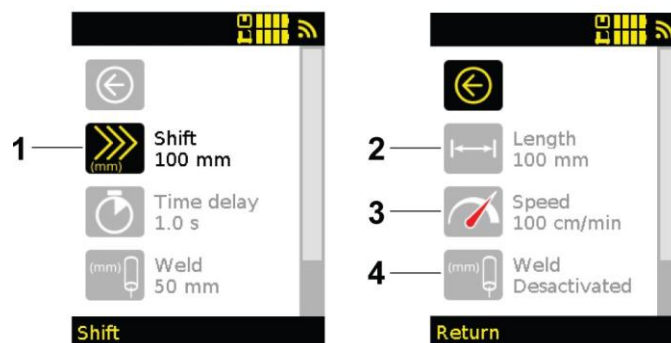 1
(mm)
Shift
100 mm
Time delay
1.0 s
(mm)
Weld
50 mm
Shift
2
Length
100 mm
3
Speed
100 cm/min
4
(mm)
Weld
Desactivated
Return